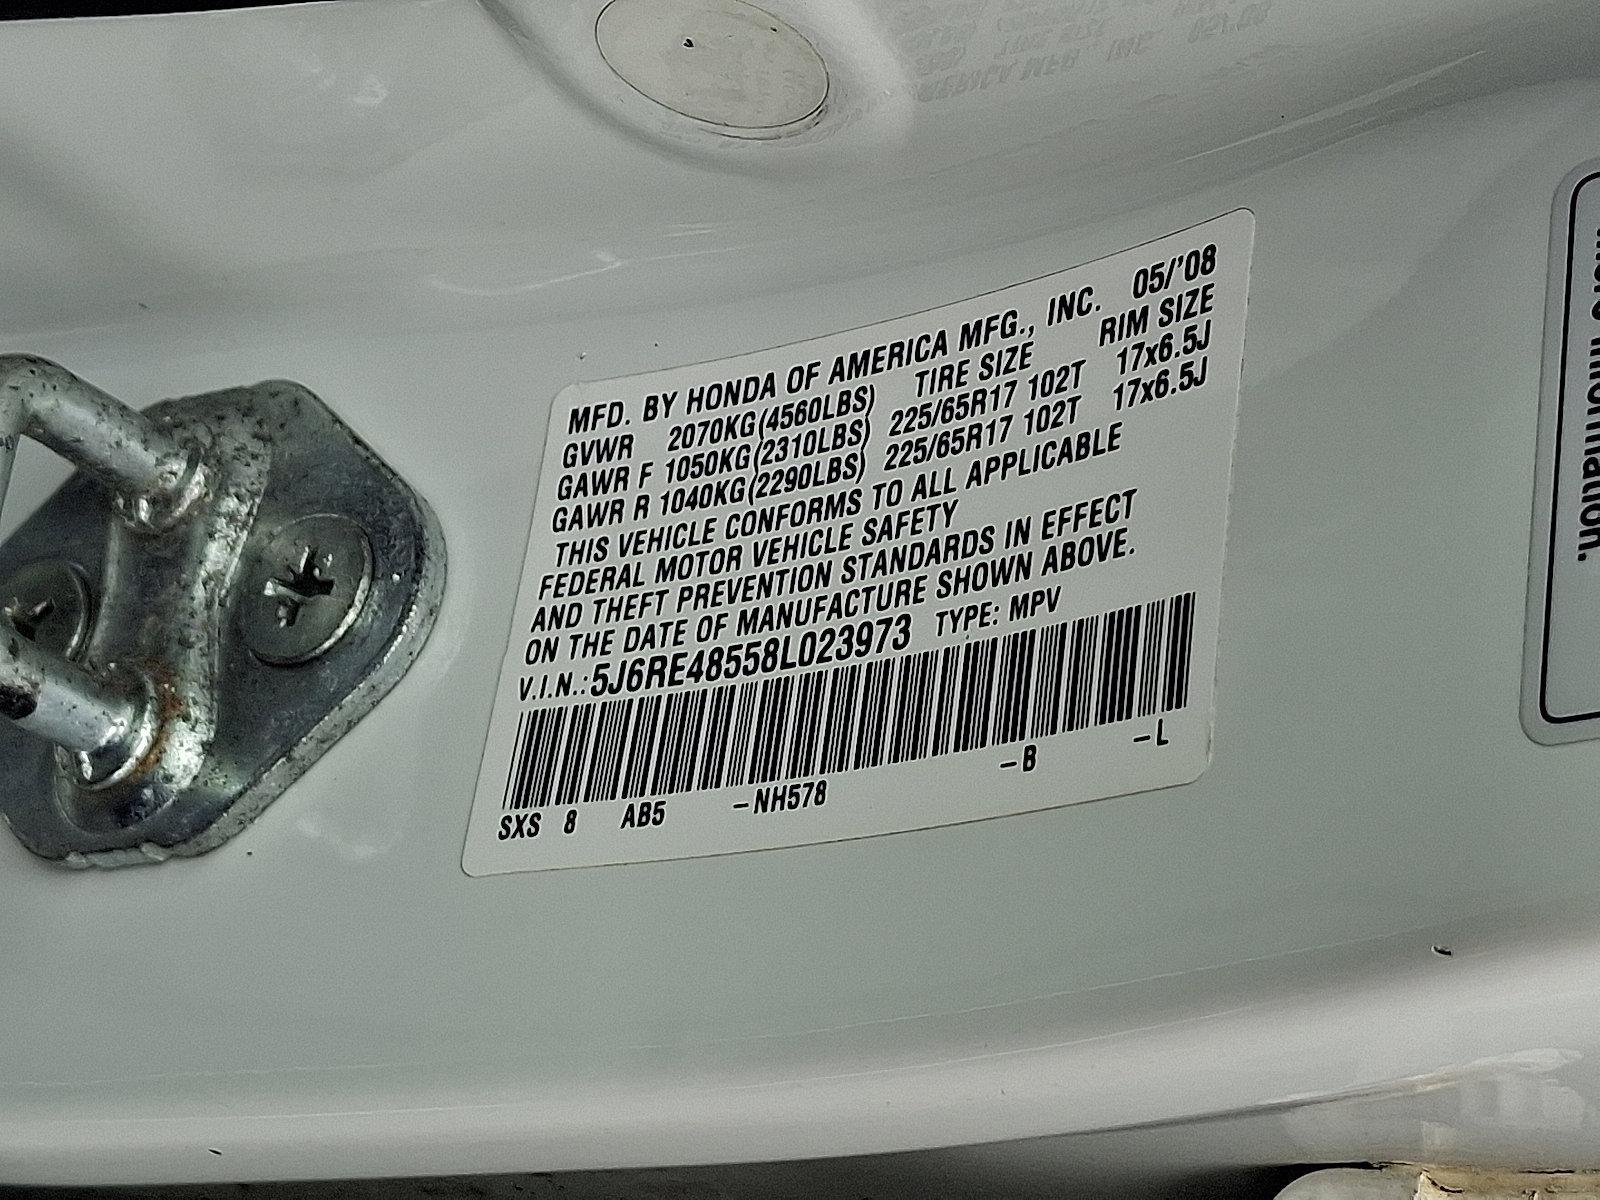 MFD. BY HONDA OF AMERICA MFG., INC. 05/'08
GVWR 2070KG(4560LBS) TIRE SIZE RIM SIZE
GAWR F 1050KG(2310LBS) 225/65R17 102T 17x6.5J
GAWR R 1040KG(2290LBS) 225/65R17 102T 17x6.5J
THIS VEHICLE CONFORMS TO ALL APPLICABLE
FEDERAL MOTOR VEHICLE SAFETY
AND THEFT PREVENTION STANDARDS IN EFFECT
ON THE DATE OF MANUFACTURE SHOWN ABOVE.
V.I.N.: 5J6RE48558L023973 TYPE: MPV
SXS 8 AB5 -NH578 -B -L
information.